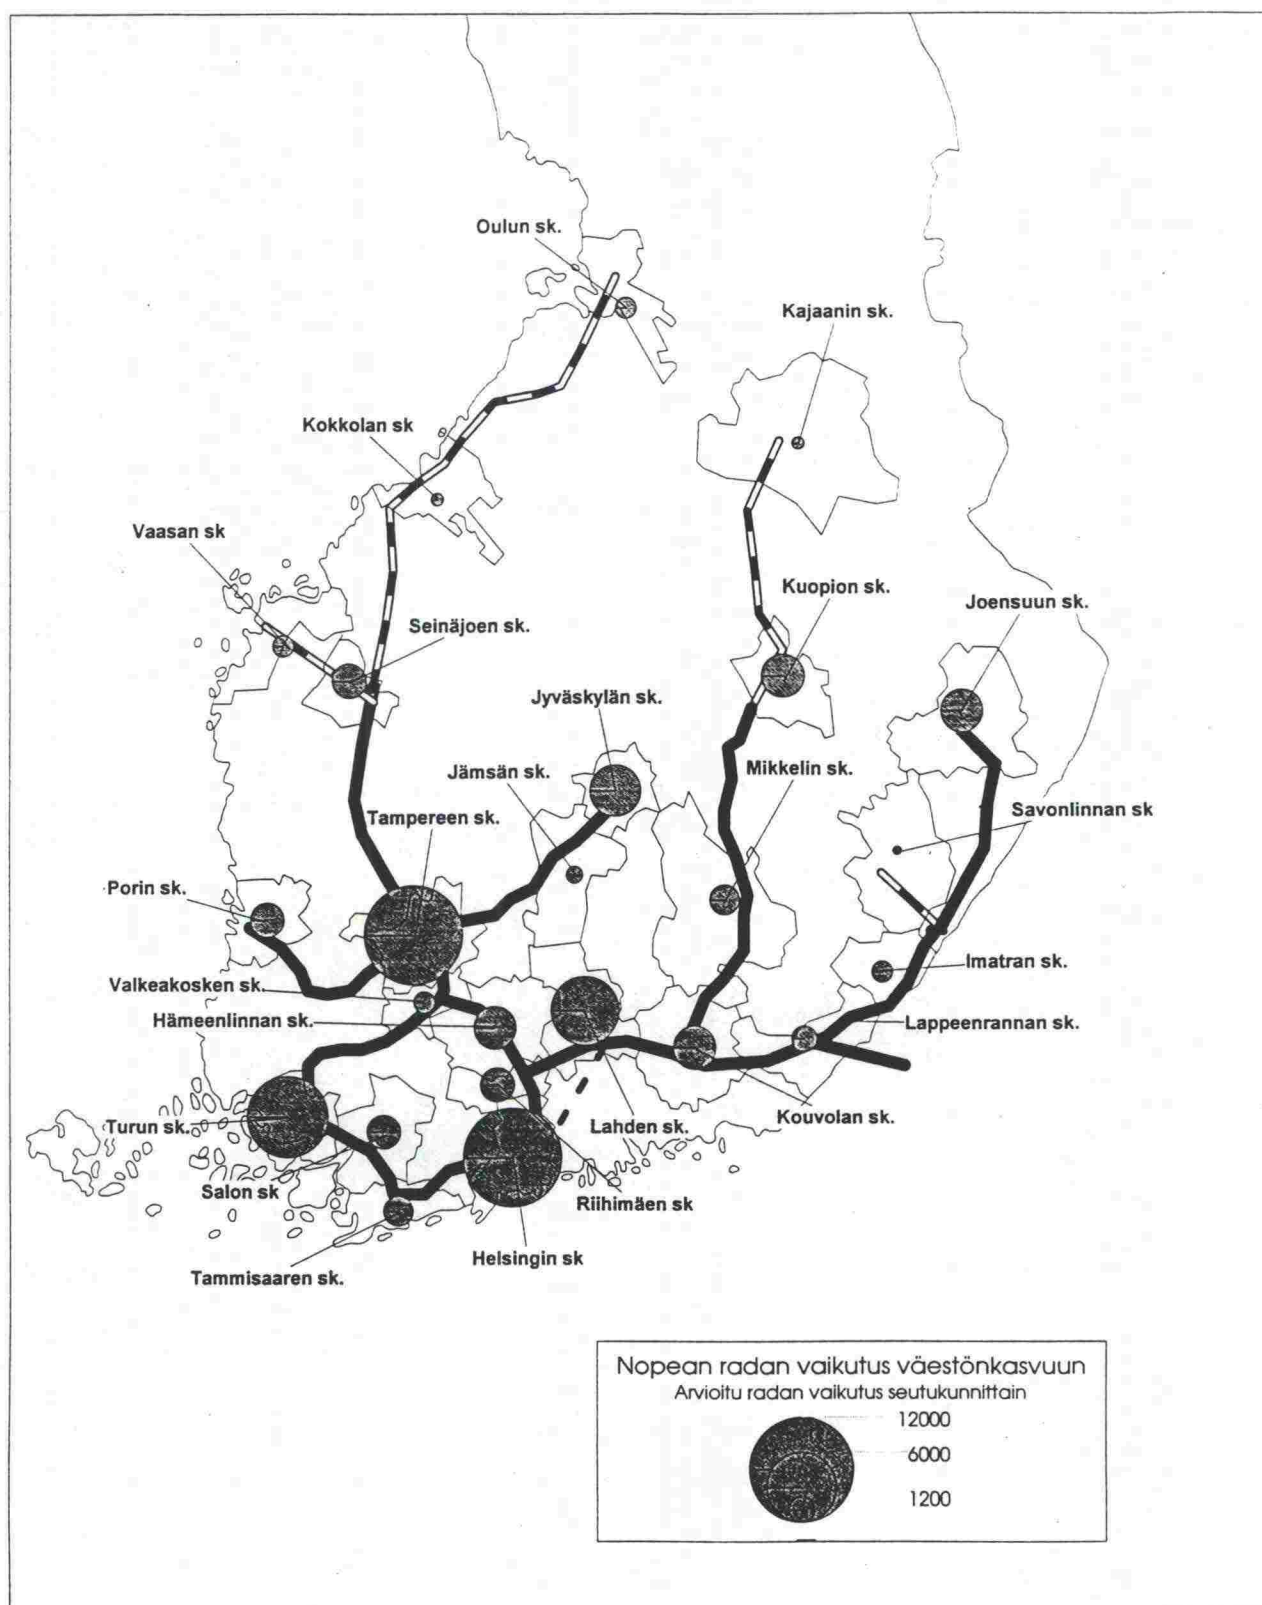 Oulun sk.
Kajaanin sk.
Kokkolan sk
Vaasan sk
Kuopion sk.
Joensuun sk.
Seinäjoen sk.
Jyväskylän sk.
Jämsän sk.
Mikkelin sk.
Savonlinnan sk
Tampereen sk.
Porin sk.
Imatran sk.
Valkeakosken sk.
Hämeenlinnan sk.
Lappeenrannan sk.
Turun sk.
Lahden sk.
Kouvolan sk.
Salon sk
Riihimäen sk
Helsingin sk
Tammisaaren sk.
Nopean radan vaikutus väestönkasvuun
Arvioitu radan vaikutus seutukunnittain
12000
6000
1200